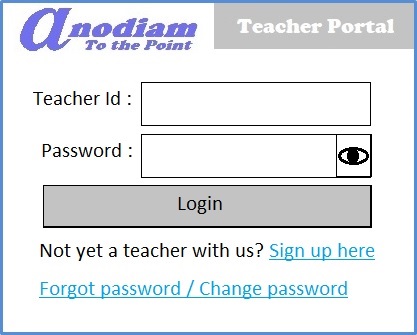 anodiam
To the Point
Teacher Portal
Teacher Id :
Password :
Login
Not yet a teacher with us? Sign up here
Forgot password / Change password